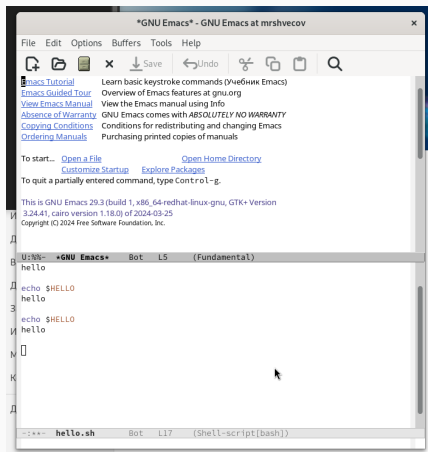 *GNU Emacs* - GNU Emacs at mrshvecov
×
File Edit Options Buffers Tools Help
Save Undo
Emacs Tutorial Learn basic keystroke commands (Учебник Emacs)
Emacs Guided Tour Overview of Emacs features at gnu.org
View Emacs Manual View the Emacs manual using Info
Absence of Warranty GNU Emacs comes with ABSOLUTELY NO WARRANTY
Copying Conditions Conditions for redistributing and changing Emacs
Ordering Manuals Purchasing printed copies of manuals
To start... Open a File Open Home Directory
Customize Startup Explore Packages
To quit a partially entered command, type Control-g.
This is GNU Emacs 29.3 (build 1, x86_64-redhat-linux-gnu, GTK+ Version
3.24.41, cairo version 1.18.0) of 2024-03-25
Copyright (C) 2024 Free Software Foundation, Inc.
U:%%- *GNU Emacs* Bot L5 (Fundamental)
hello
echo $HELLO
hello
echo $HELLO
hello
-:**- hello.sh Bot L17 (Shell-script[bash])